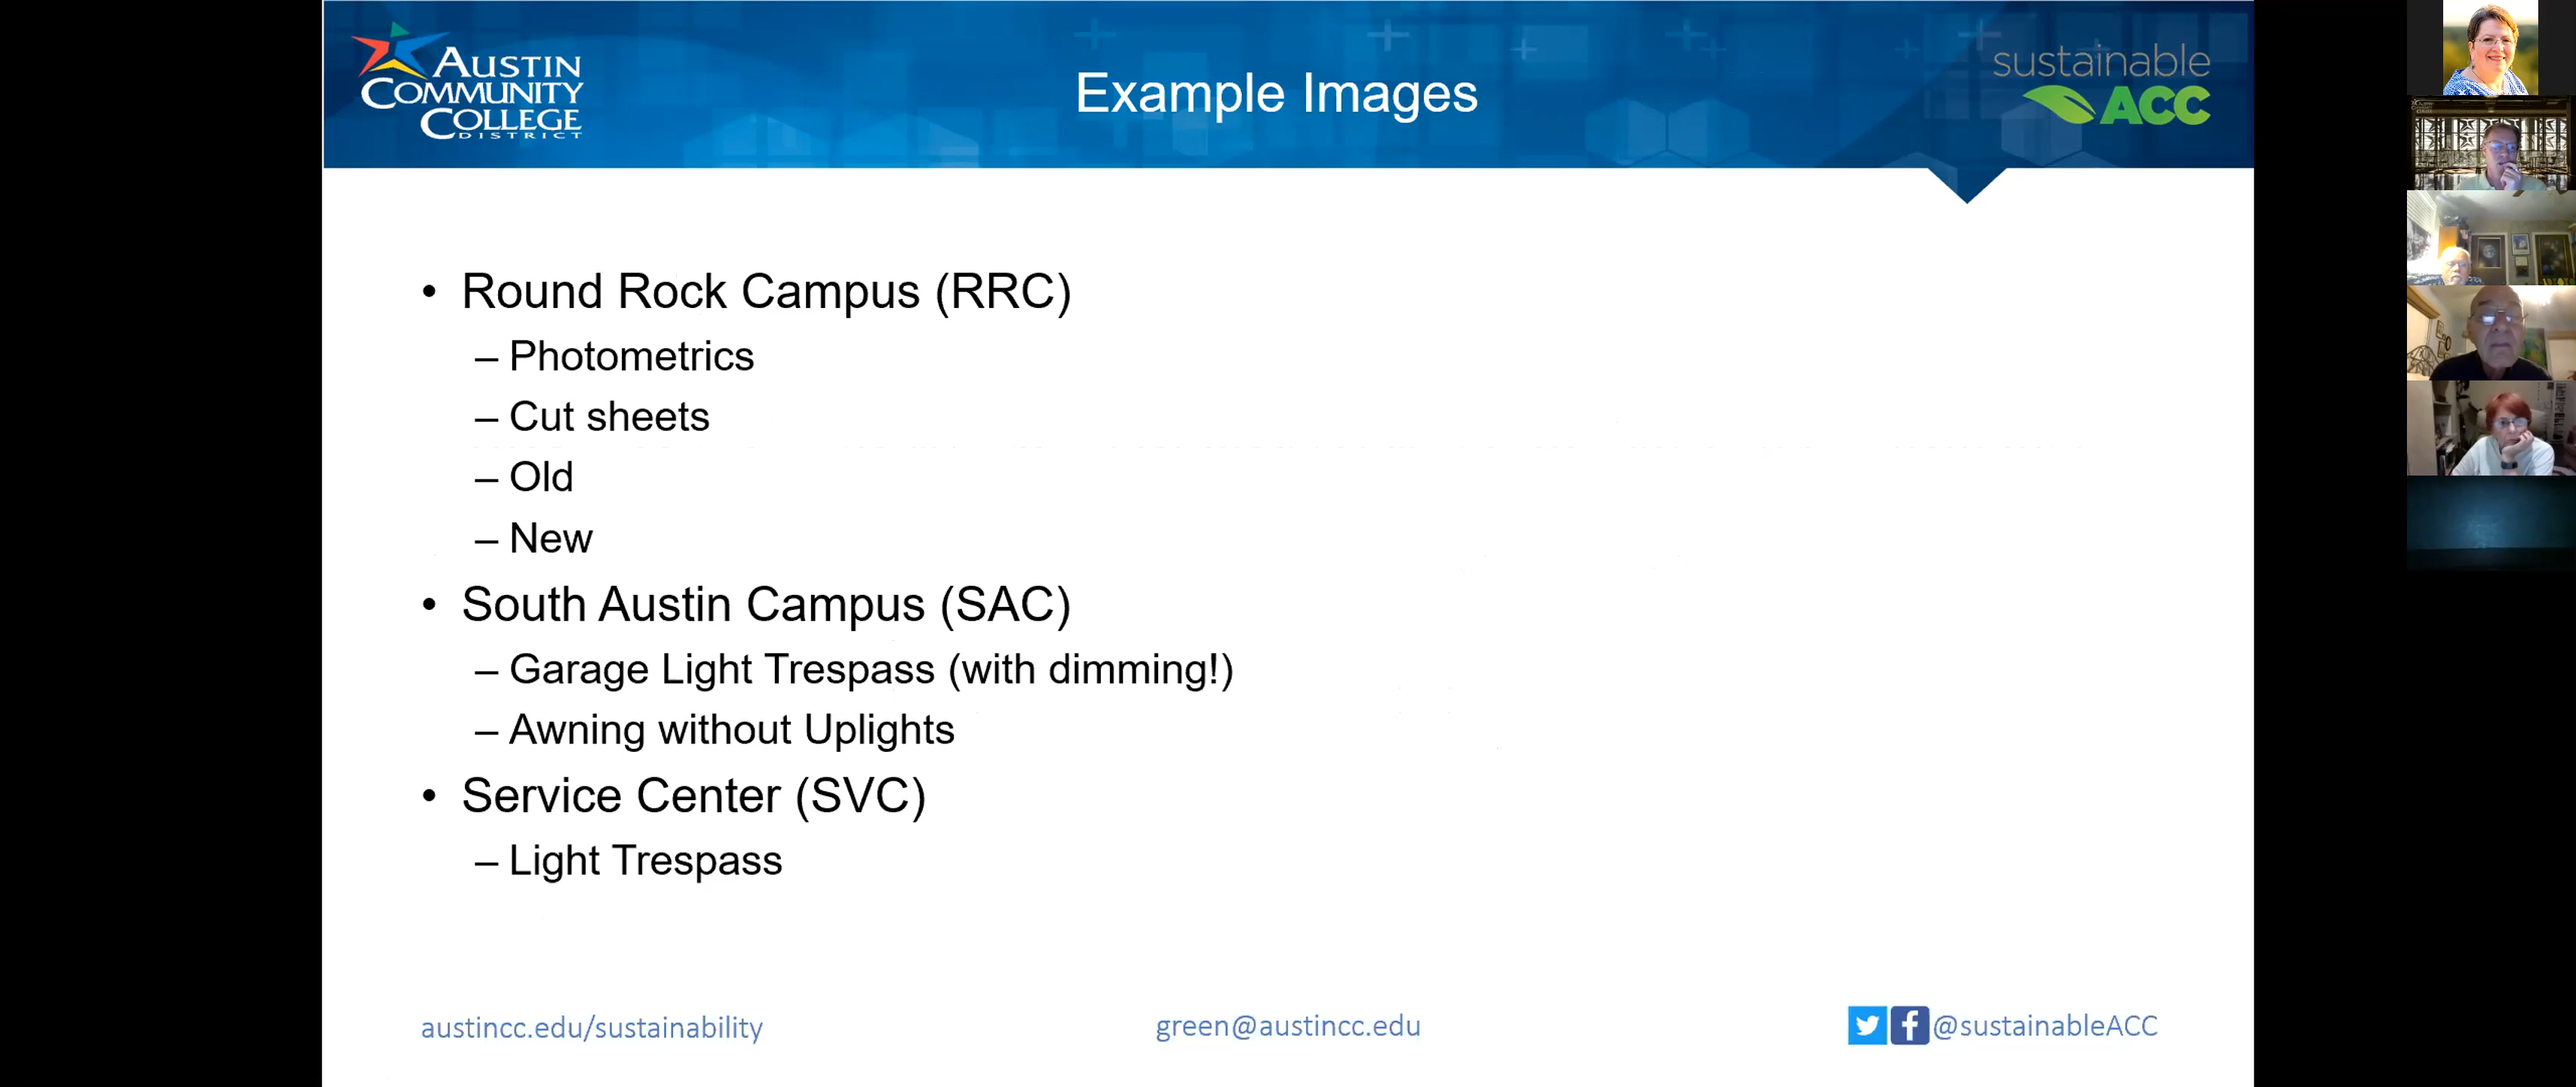 AUSTIN
COMMUNITY
COLLEGE
DISTRICT
Example Images
sustainable
ACC
• Round Rock Campus (RRC)
– Photometrics
– Cut sheets
– Old
– New
• South Austin Campus (SAC)
– Garage Light Trespass (with dimming!)
– Awning without Uplights
• Service Center (SVC)
– Light Trespass
austincc.edu/sustainability
green@austincc.edu
@sustainableACC